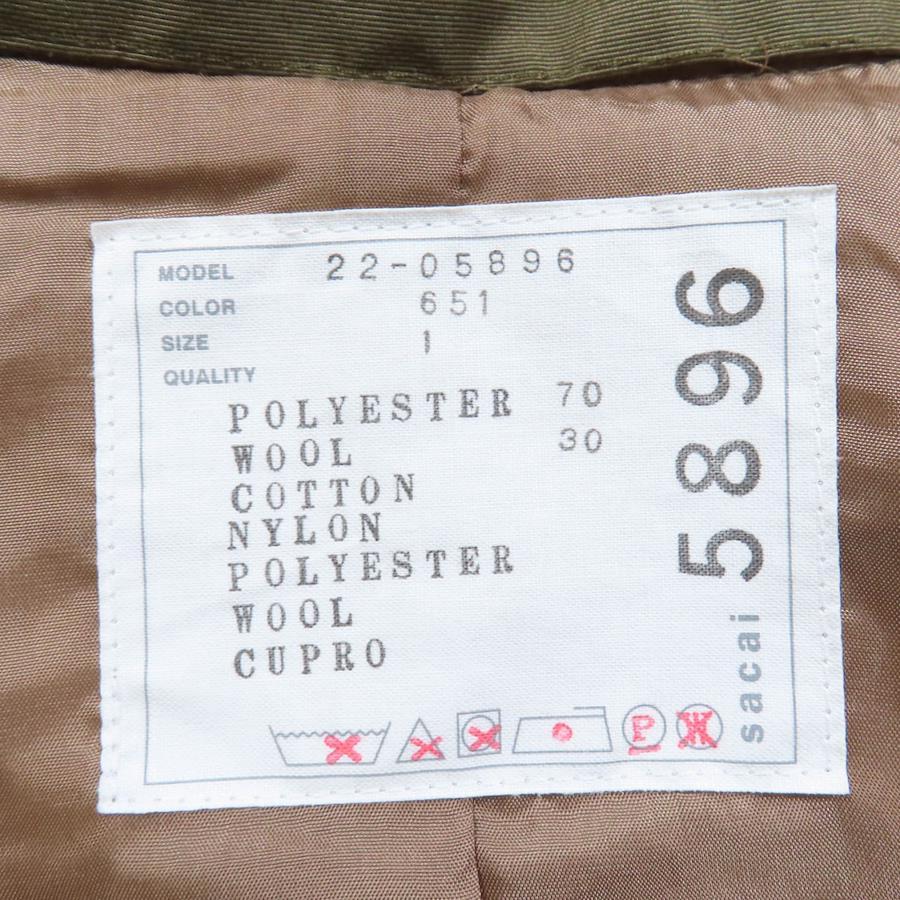 MODEL 22-05896
COLOR 651
SIZE 1
QUALITY
POLYESTER 70
WOOL 30
COTTON
NYLON
POLYESTER
WOOL
CUPRO
P
W
sacai 5896